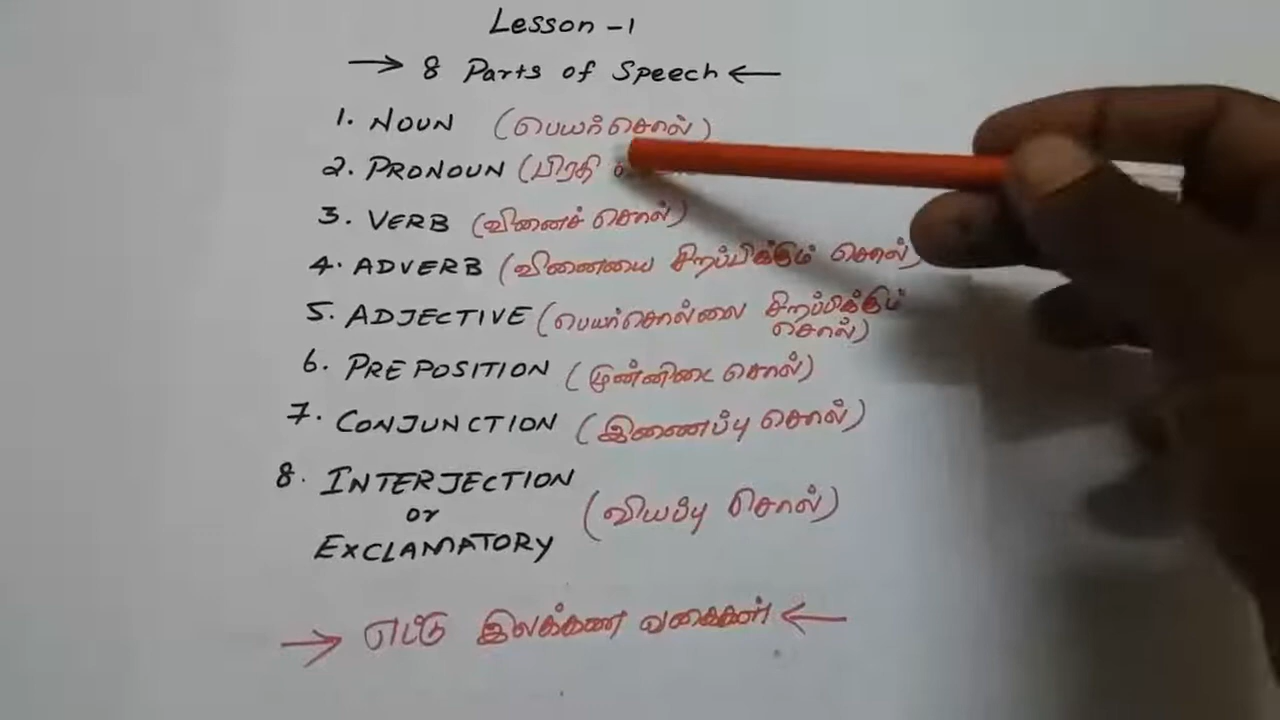 Lesson -1
→ 8 Parts of Speech ←
1. NOUN (பெயர்சொல்)
2. PRONOUN (பிரதி
3. VERB (வினைச் சொல்)
4. ADVERB (வினையை சிறப்பிக்கும் சொல்)
5. ADJECTIVE (பெயர்சொல்லை சிறப்பிக்கும்
சொல்)
6. PREPOSITION (முன்னிடை சொல்)
7. CONJUNCTION (இணைப்பு சொல்)
8. INTERJECTION
or
EXCLAMATORY (வியப்பு சொல்)
→ எட்டு இலக்கண வகைகள் ←